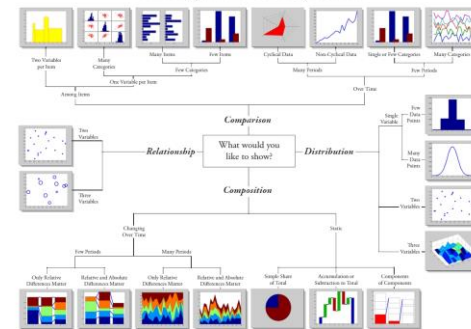 Two Variables
per Item
Many
Categories
Many Items
Few Items
Cyclical Data
Non-Cyclical Data
Single or Few Categories
Many Categories
Few Categories
Many Periods
Few Periods
One Variable per Item
Among Items
Over Time
Comparison
Single
Variable
Few
Data
Points
Many
Data
Points
Two
Variables
Three
Variables
Relationship
What would you
like to show?
Distribution
Two
Variables
Three
Variables
Composition
Changing
Over Time
Static
Few Periods
Many Periods
Only Relative
Differences Matter
Relative and Absolute
Differences Matter
Only Relative
Differences Matter
Relative and Absolute
Differences Matter
Simple Share
of Total
Accumulation or
Subtraction to Total
Components
of Components